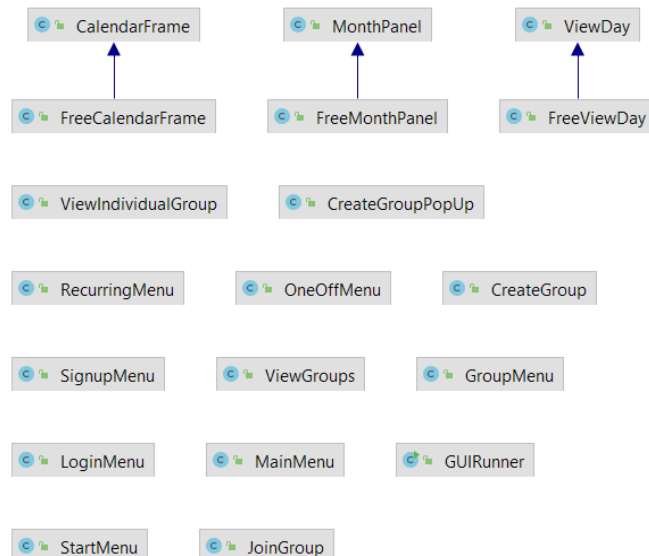 CalendarFrame MonthPanel ViewDay
FreeCalendarFrame FreeMonthPanel FreeViewDay
ViewIndividualGroup CreateGroupPopUp
RecurringMenu OneOffMenu CreateGroup
SignupMenu ViewGroups GroupMenu
LoginMenu MainMenu GUIRunner
StartMenu JoinGroup